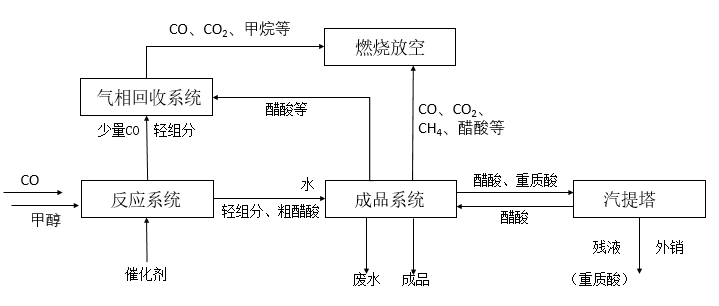 CO、CO2、甲烷等
燃烧放空
气相回收系统
醋酸等
CO、CO2、
CH4、醋酸等
少量CO 轻组分
CO
甲醇
反应系统
水
轻组分、粗醋酸
成品系统
醋酸、重质酸
醋酸
汽提塔
催化剂
废水
成品
残液 外销
（重质酸）